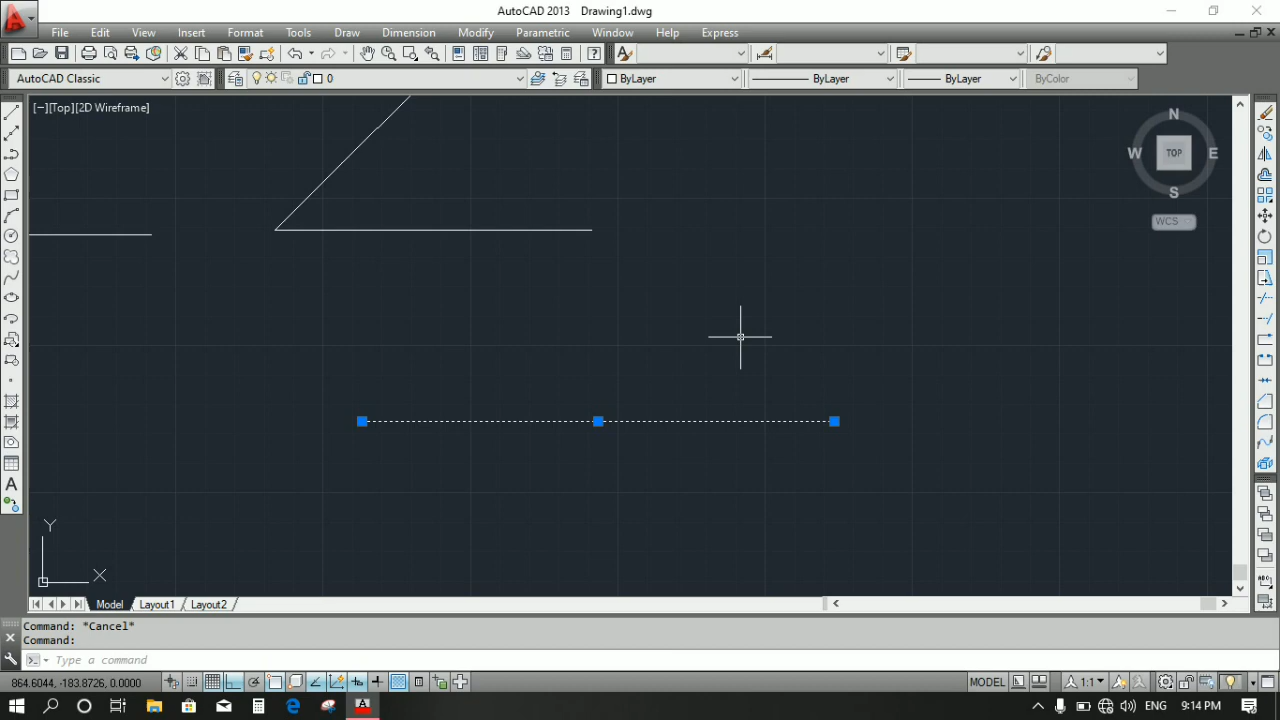 AutoCAD 2013 Drawing1.dwg
File Edit View Insert Format Tools Draw Dimension Modify Parametric Window Help Express
AutoCAD Classic 0 ByLayer ByLayer ByLayer ByColor
[−][Top][2D Wireframe]
N
W TOP E
S
WCS
A
Y
X
Model Layout1 Layout2
Command: *Cancel*
Command:
Type a command
864.6044, -183.8726, 0.0000 MODEL 1:1
ENG 9:14 PM